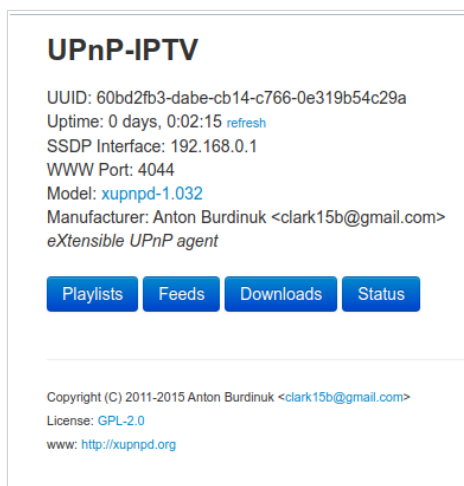 UPnP-IPTV
UUID: 60bd2fb3-dabe-cb14-c766-0e319b54c29a
Uptime: 0 days, 0:02:15 refresh
SSDP Interface: 192.168.0.1
WWW Port: 4044
Model: xupnpd-1.032
Manufacturer: Anton Burdinuk <clark15b@gmail.com>
eXtensible UPnP agent
Playlists Feeds Downloads Status
Copyright (C) 2011-2015 Anton Burdinuk <clark15b@gmail.com>
License: GPL-2.0
www: http://xupnpd.org